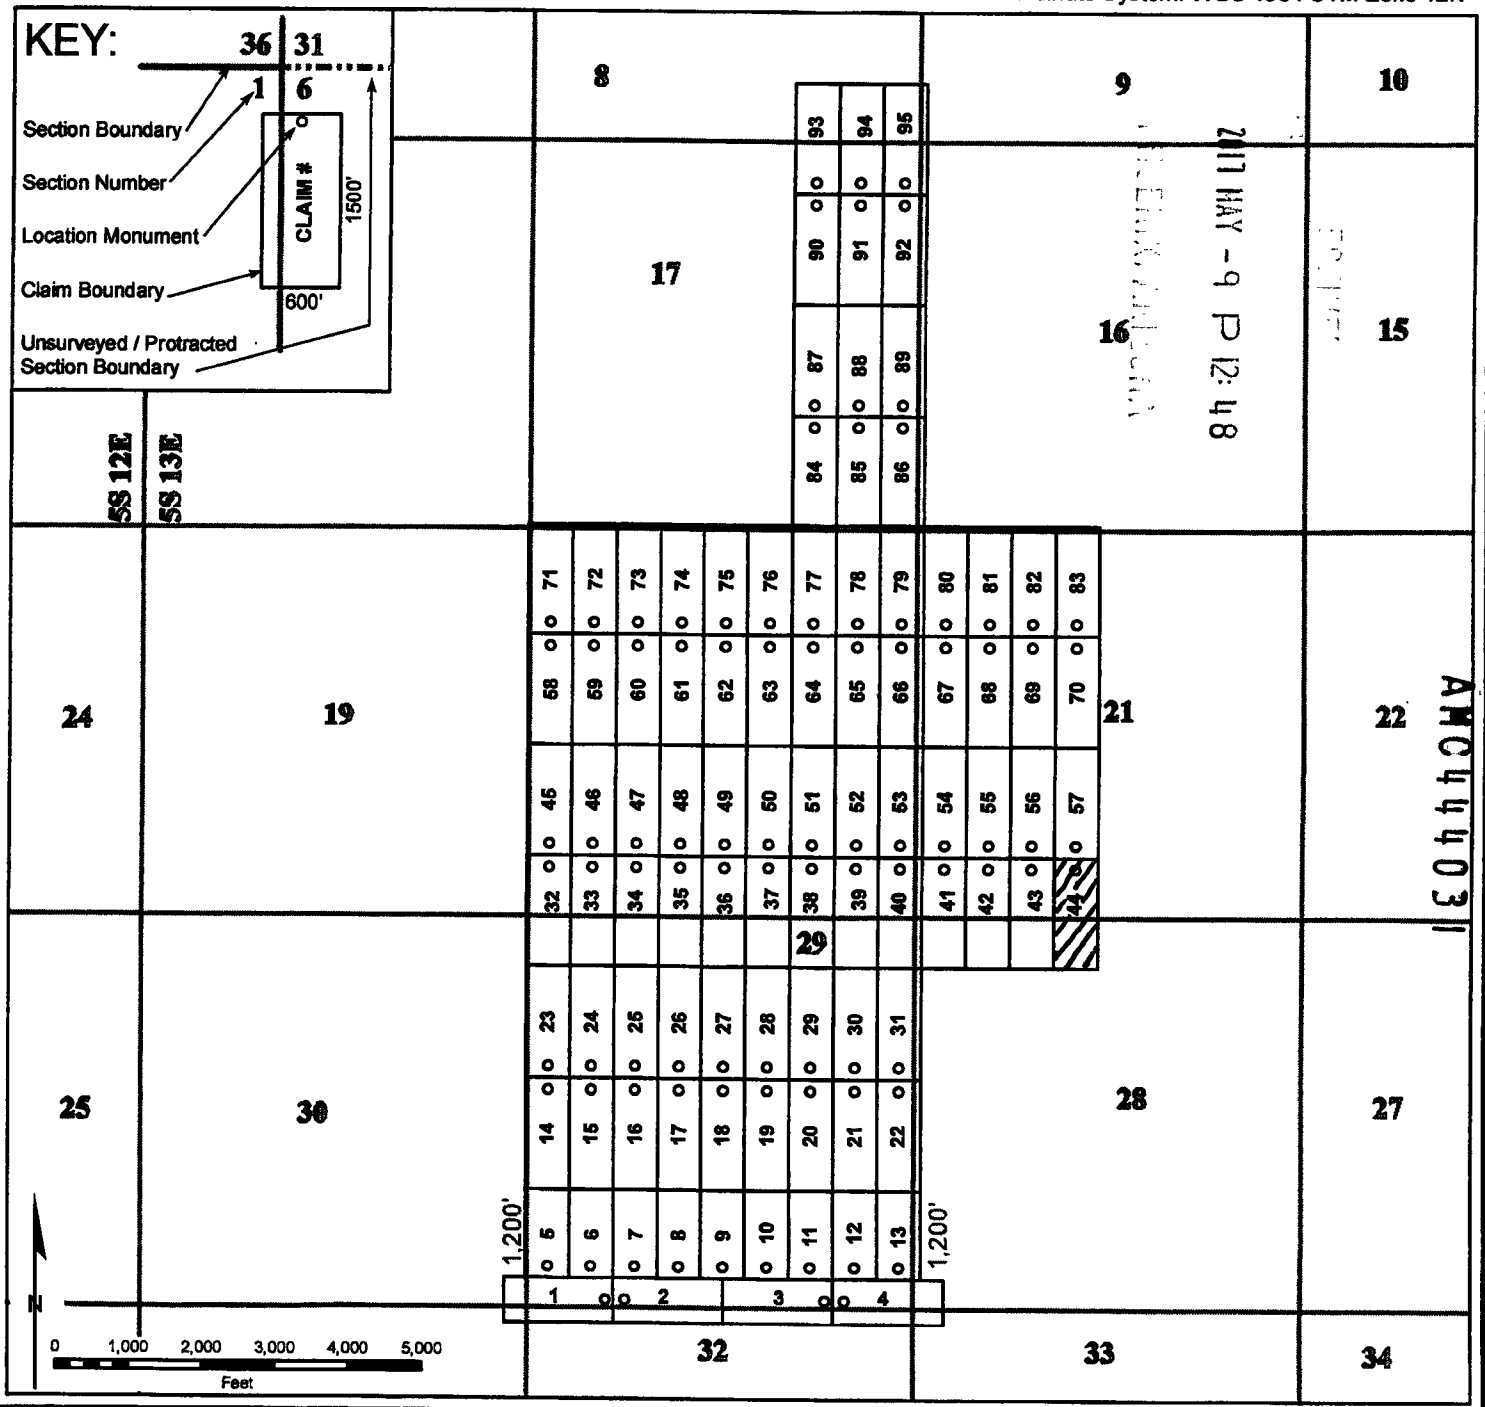 KEY:
36 31
1 6
Section Boundary
Section Number
Location Monument
Claim Boundary
Unsurveyed / Protracted
Section Boundary
CLAIM #
1500'
600'
8 9 10
93 94 95
17 16 15
90 91 92
87 88 89
84 85 86
2017 MAY -9 P 12:48
5S 12E
5S 13E
71 72 73 74 75 76 77 78 79 80 81 82 83
58 59 60 61 62 63 64 65 66 67 68 69 70
24 19 21 22
AMC444031
45 46 47 48 49 50 51 52 53 54 55 56 57
32 33 34 35 36 37 38 39 40 41 42 43 44
29
23 24 25 26 27 28 29 30 31
25 30 28 27
14 15 16 17 18 19 20 21 22
1,200' 5 6 7 8 9 10 11 12 13 1,200'
1 2 3 4
N
0 1,000 2,000 3,000 4,000 5,000
Feet
32 33 34